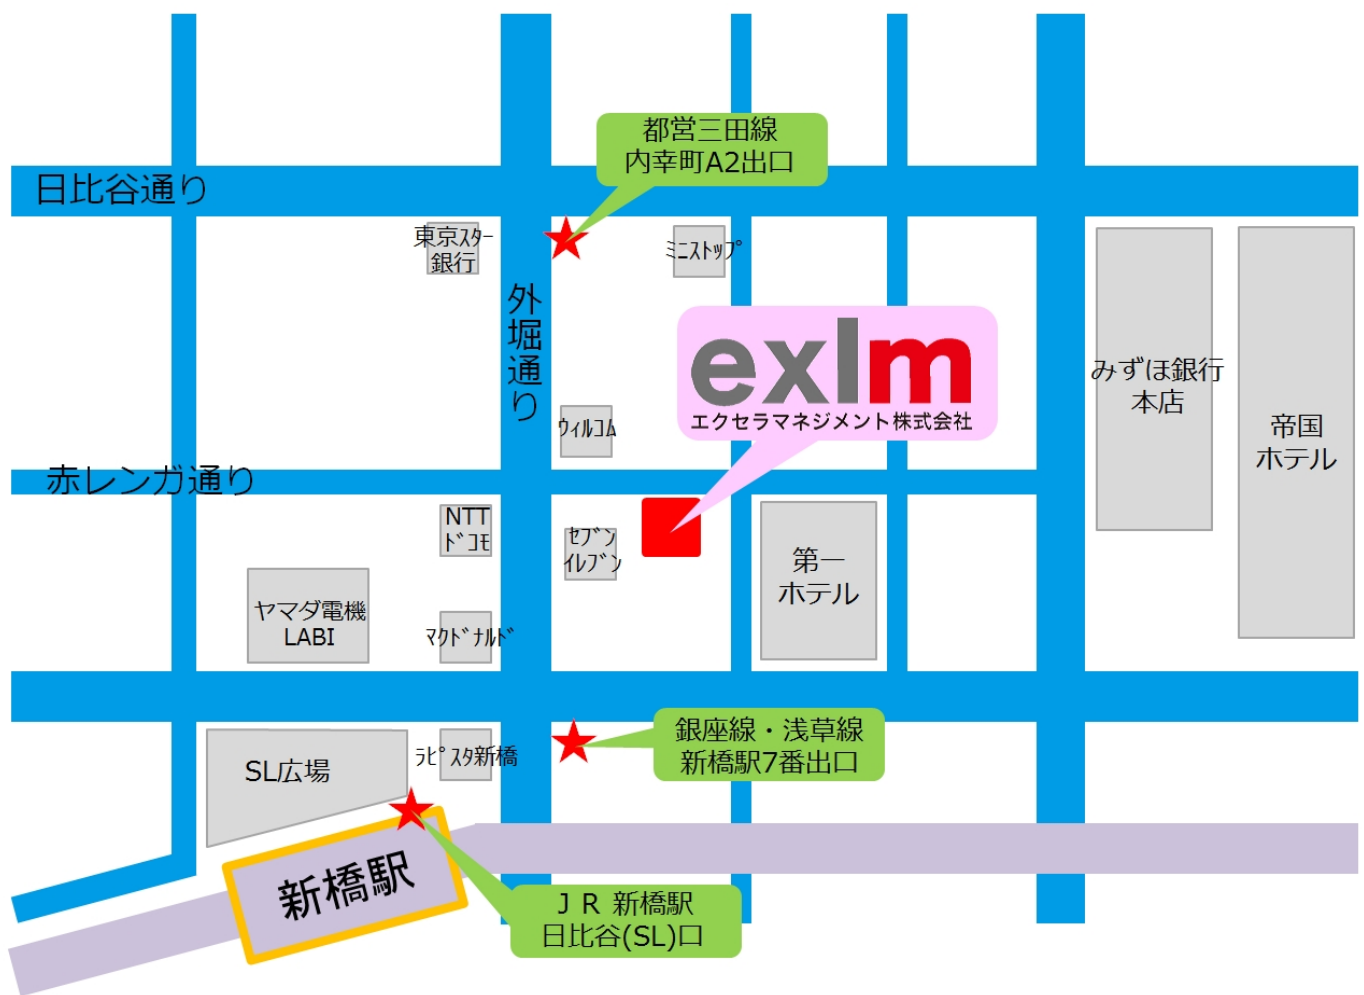 都営三田線
内幸町A2出口
日比谷通り
東京ｽﾀｰ
銀行
ﾐﾆｽﾄｯﾌﾟ
外堀通り
exlm
エクセラマネジメント株式会社
みずほ銀行
本店
帝国
ホテル
ｳｨﾙｺﾑ
赤レンガ通り
NTT
ﾄﾞｺﾓ
ｾﾌﾞﾝ
ｲﾚﾌﾞﾝ
第一
ホテル
ヤマダ電機
LABI
ﾏｸﾄﾞﾅﾙﾄﾞ
銀座線・浅草線
新橋駅7番出口
SL広場
ﾗﾋﾟｽﾀ新橋
新橋駅
ＪＲ 新橋駅
日比谷(SL)口